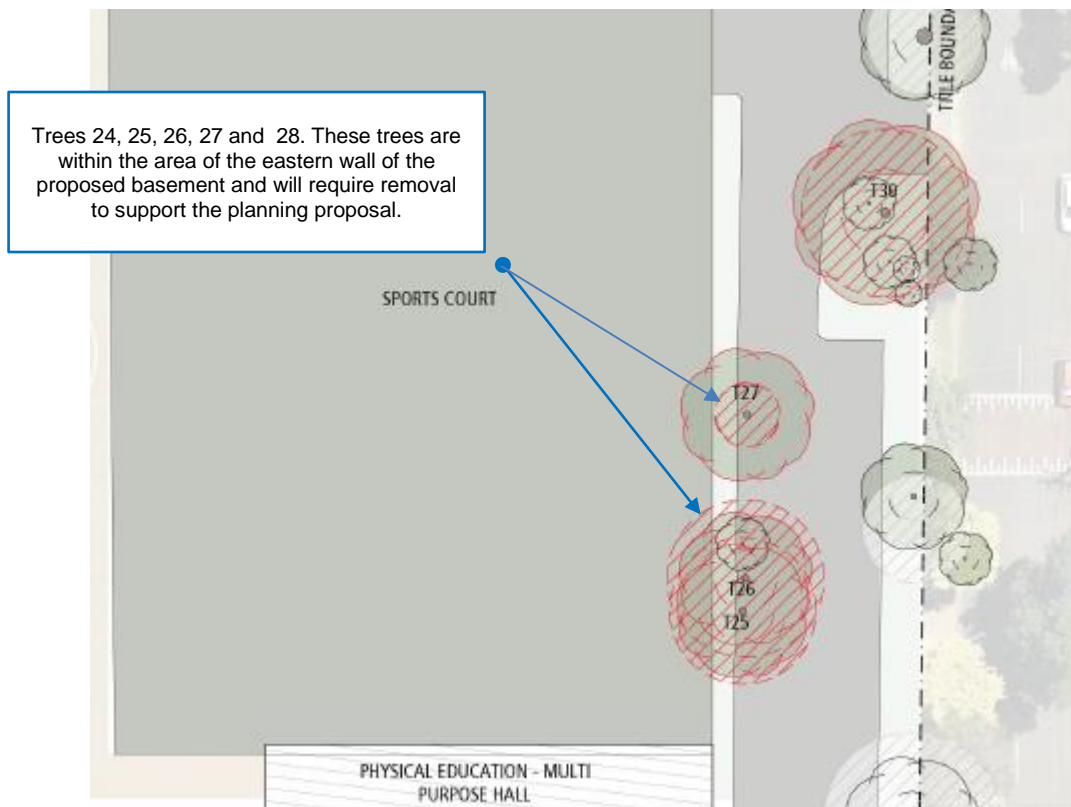 TITLE BOUNDA
Trees 24, 25, 26, 27 and 28. These trees are
within the area of the eastern wall of the
proposed basement and will require removal
to support the planning proposal.
T30
SPORTS COURT
T27
T26
T25
PHYSICAL EDUCATION - MULTI
PURPOSE HALL